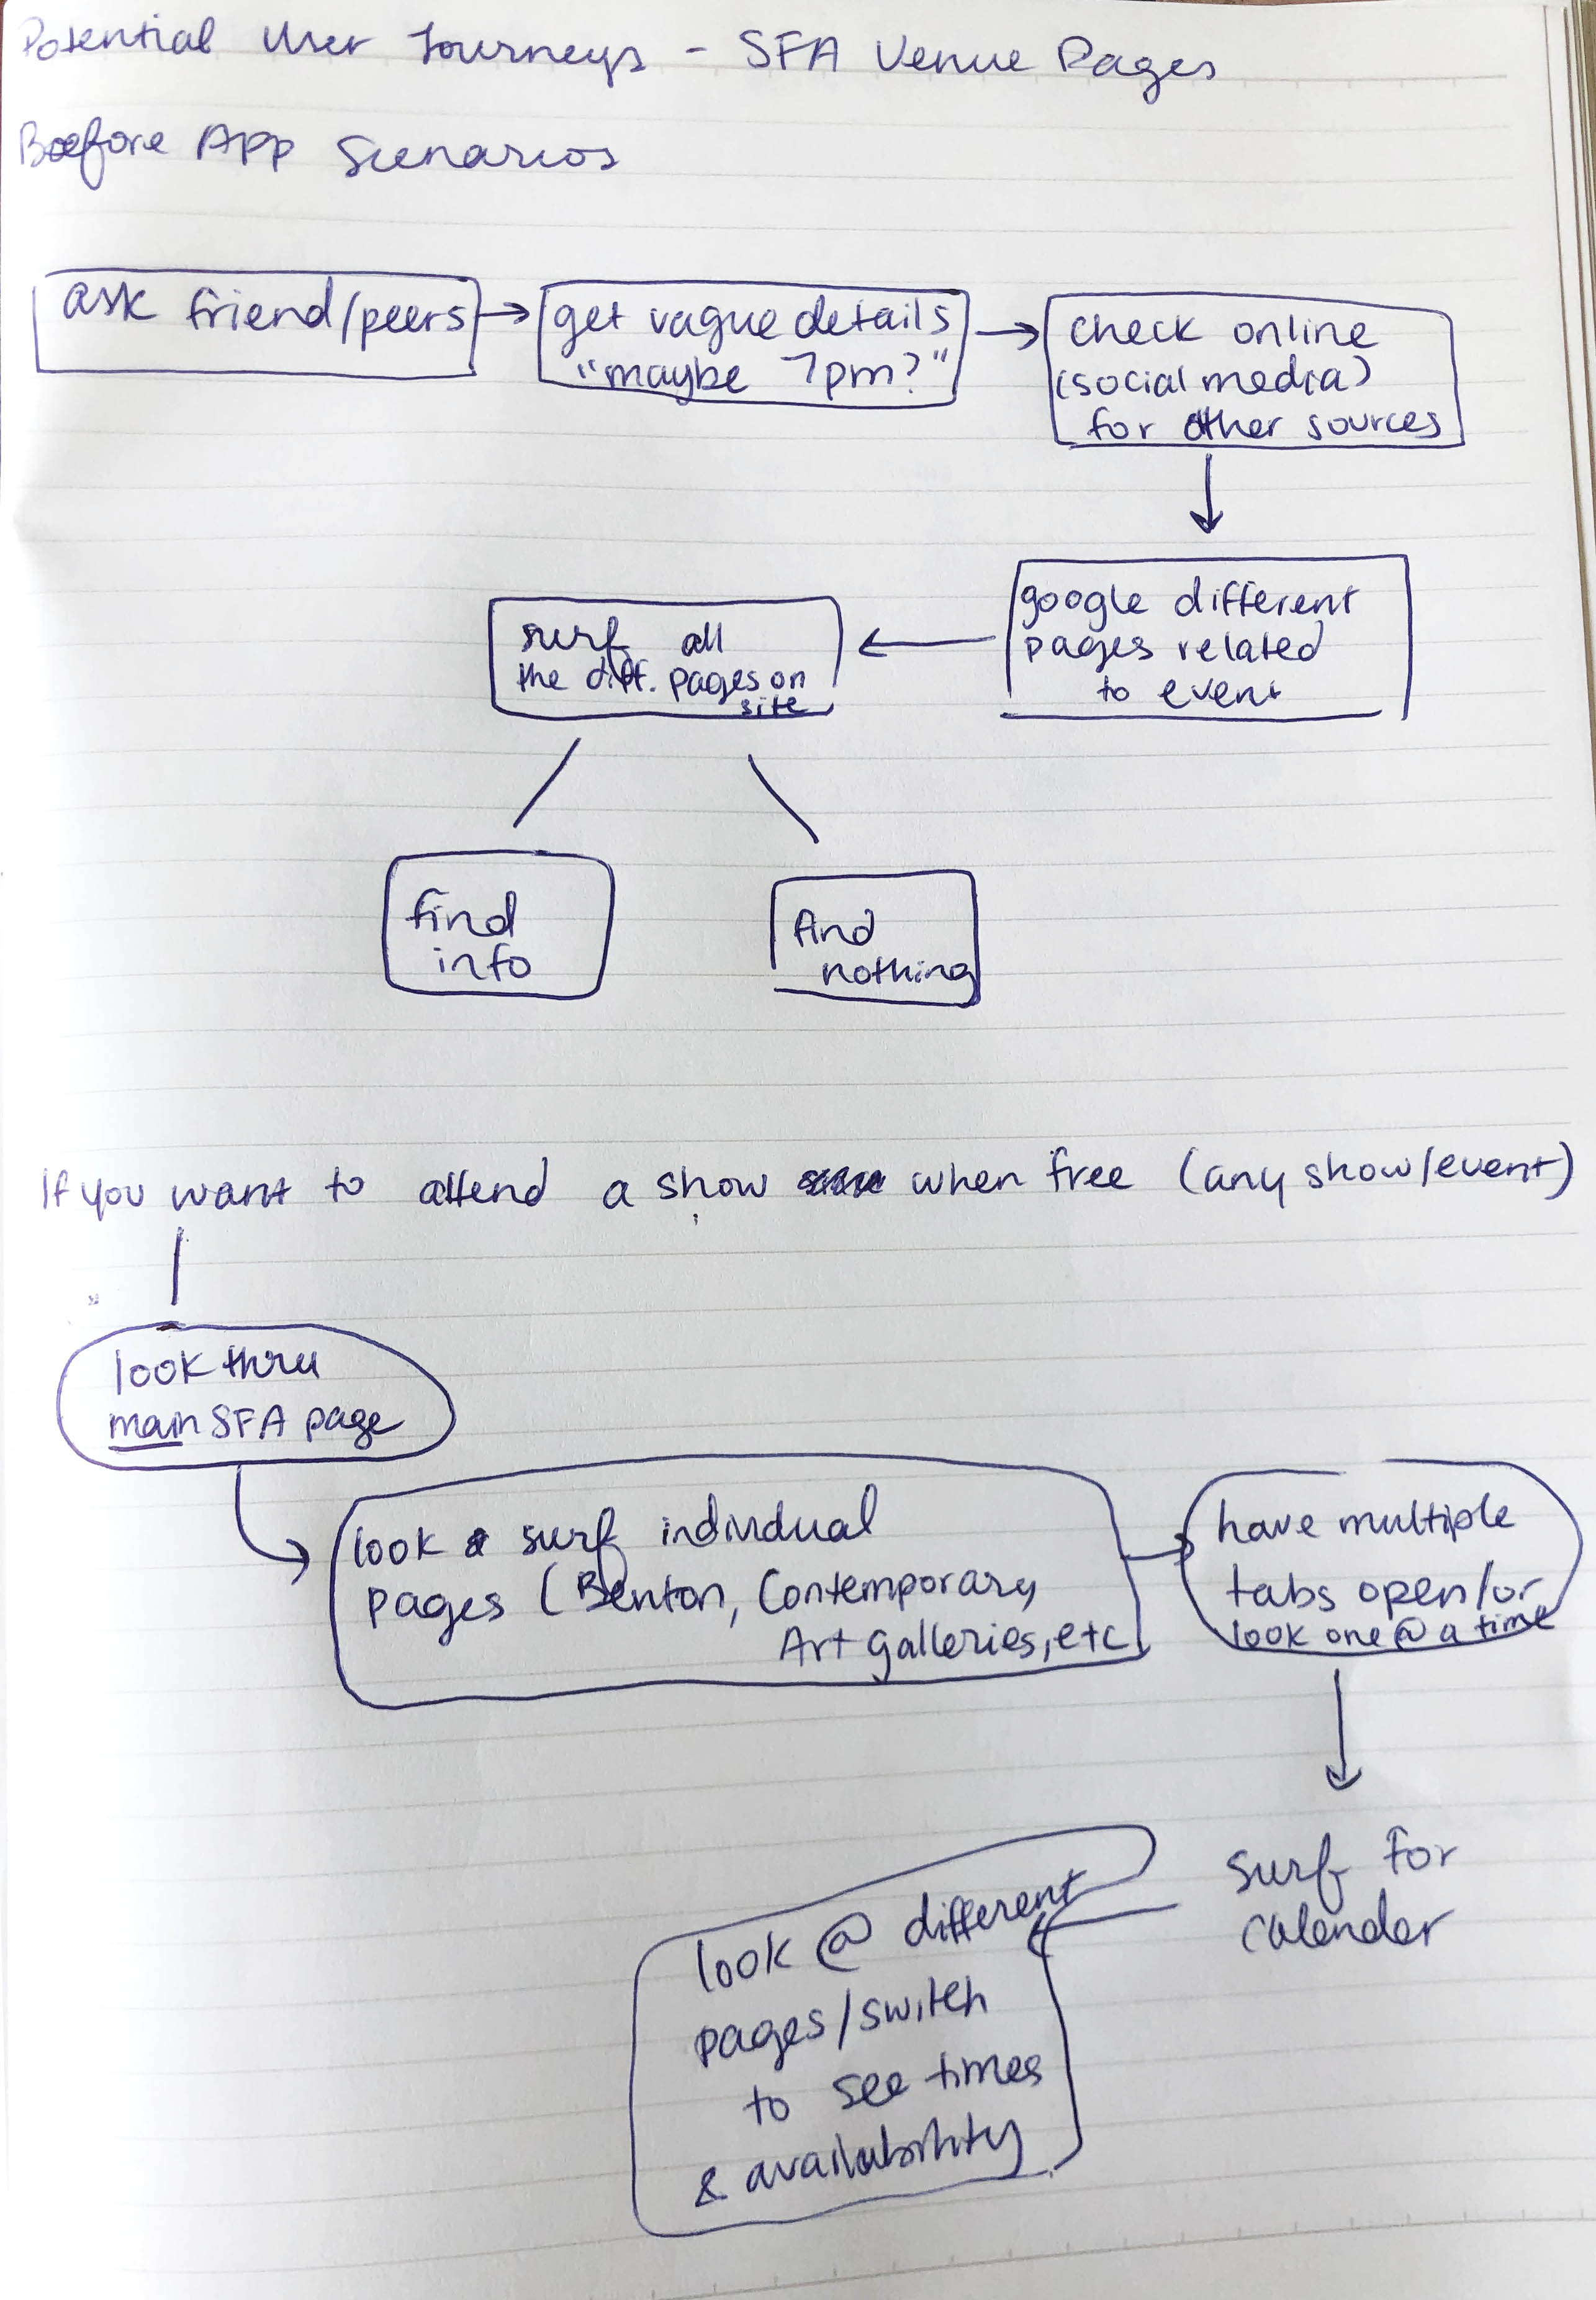 Potential User Journeys - SFA Venue Pages
Before App Scenarios
ask friend/peers
get vague details
"maybe 7pm?"
check online
(social media)
for other sources
google different
pages related
to event
surf all
the diff. pages on
site
find
info
find
nothing
If you want to attend a show when free (any show/event)
look thru
main SFA page
look & surf individual
pages (Benton, Contemporary
Art galleries, etc
have multiple
tabs open/or
look one @ a time
surf for
calender
look @ different
pages/switch
to see times
& availability